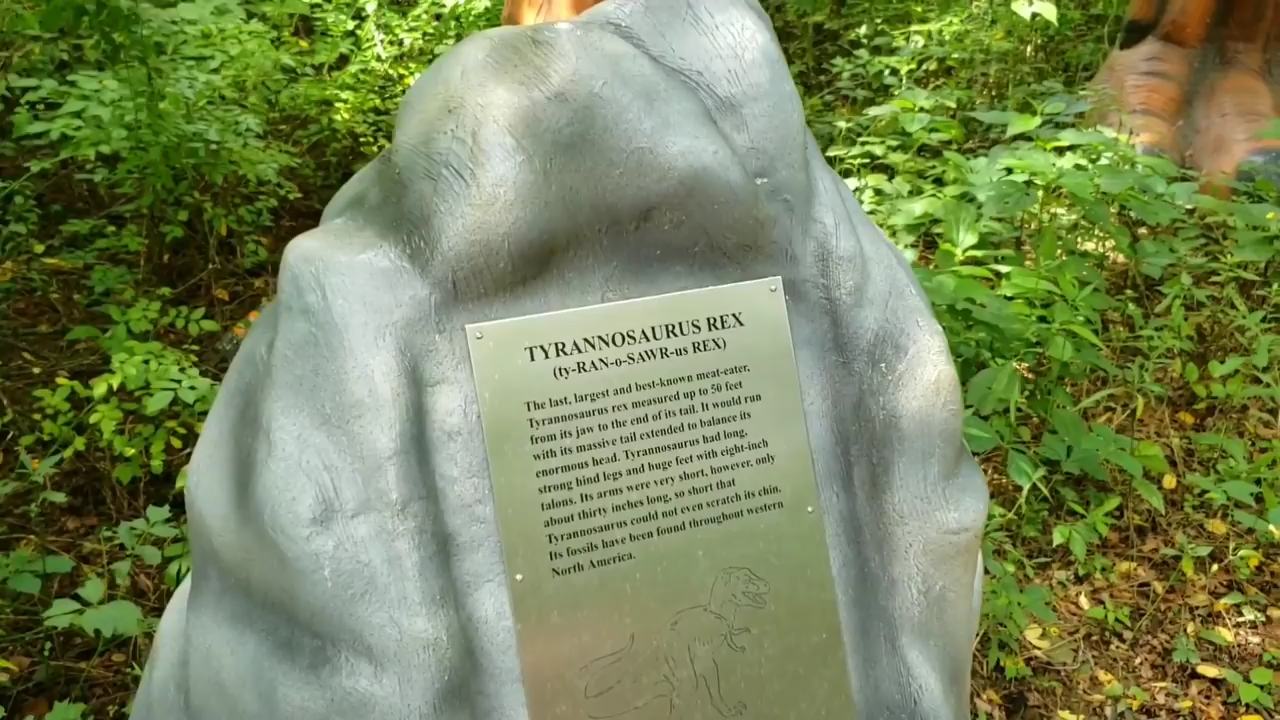 TYRANNOSAURUS REX
(ty-RAN-o-SAWR-us REX)
The last, largest and best-known meat-eater,
Tyrannosaurus rex measured up to 50 feet
from its jaw to the end of its tail. It would run
with its massive tail extended to balance its
enormous head. Tyrannosaurus had long,
strong hind legs and huge feet with eight-inch
talons. Its arms were very short, however, only
about thirty inches long, so short that
Tyrannosaurus could not even scratch its chin.
Its fossils have been found throughout western
North America.